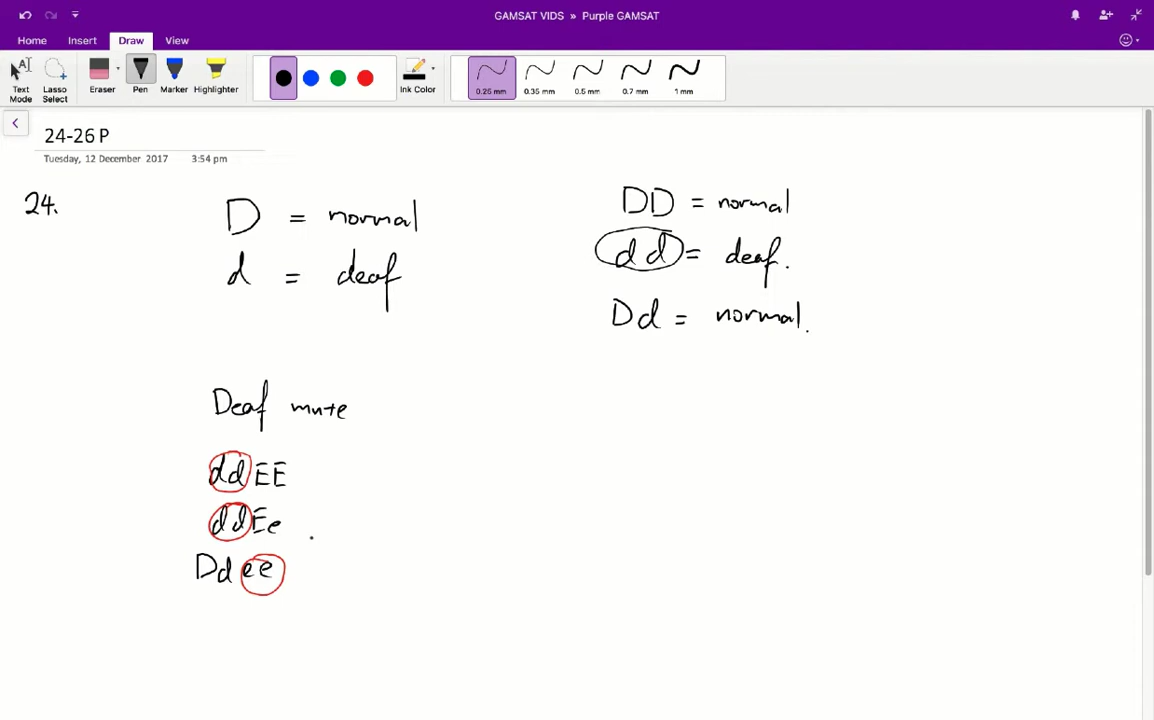 GAMSAT VIDS » Purple GAMSAT
Home Insert Draw View
Text Mode
Lasso Select
Eraser
Pen
Marker
Highlighter
Ink Color
0.25 mm
0.35 mm
0.5 mm
0.7 mm
1 mm
24-26 P
Tuesday, 12 December 2017 3:54 pm
24.
D = normal
d = deaf
DD = normal
dd = deaf.
Dd = normal.
Deaf mute
ddEE
ddEe
Ddee